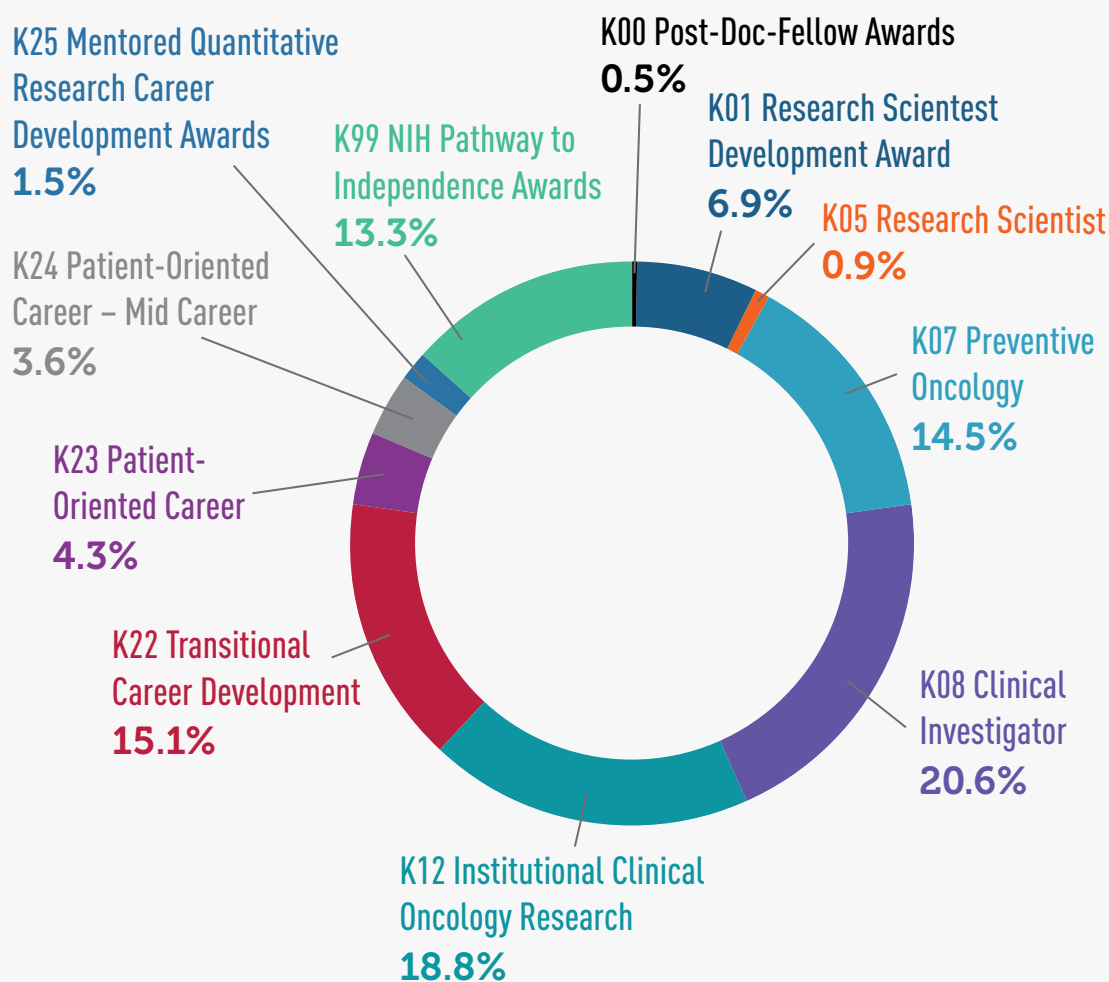 K00 Post-Doc-Fellow Awards
0.5%
K01 Research Scientest
Development Award
6.9%
K05 Research Scientist
0.9%
K07 Preventive
Oncology
14.5%
K08 Clinical
Investigator
20.6%
K12 Institutional Clinical
Oncology Research
18.8%
K22 Transitional
Career Development
15.1%
K23 Patient-
Oriented Career
4.3%
K24 Patient-Oriented
Career – Mid Career
3.6%
K25 Mentored Quantitative
Research Career
Development Awards
1.5%
K99 NIH Pathway to
Independence Awards
13.3%